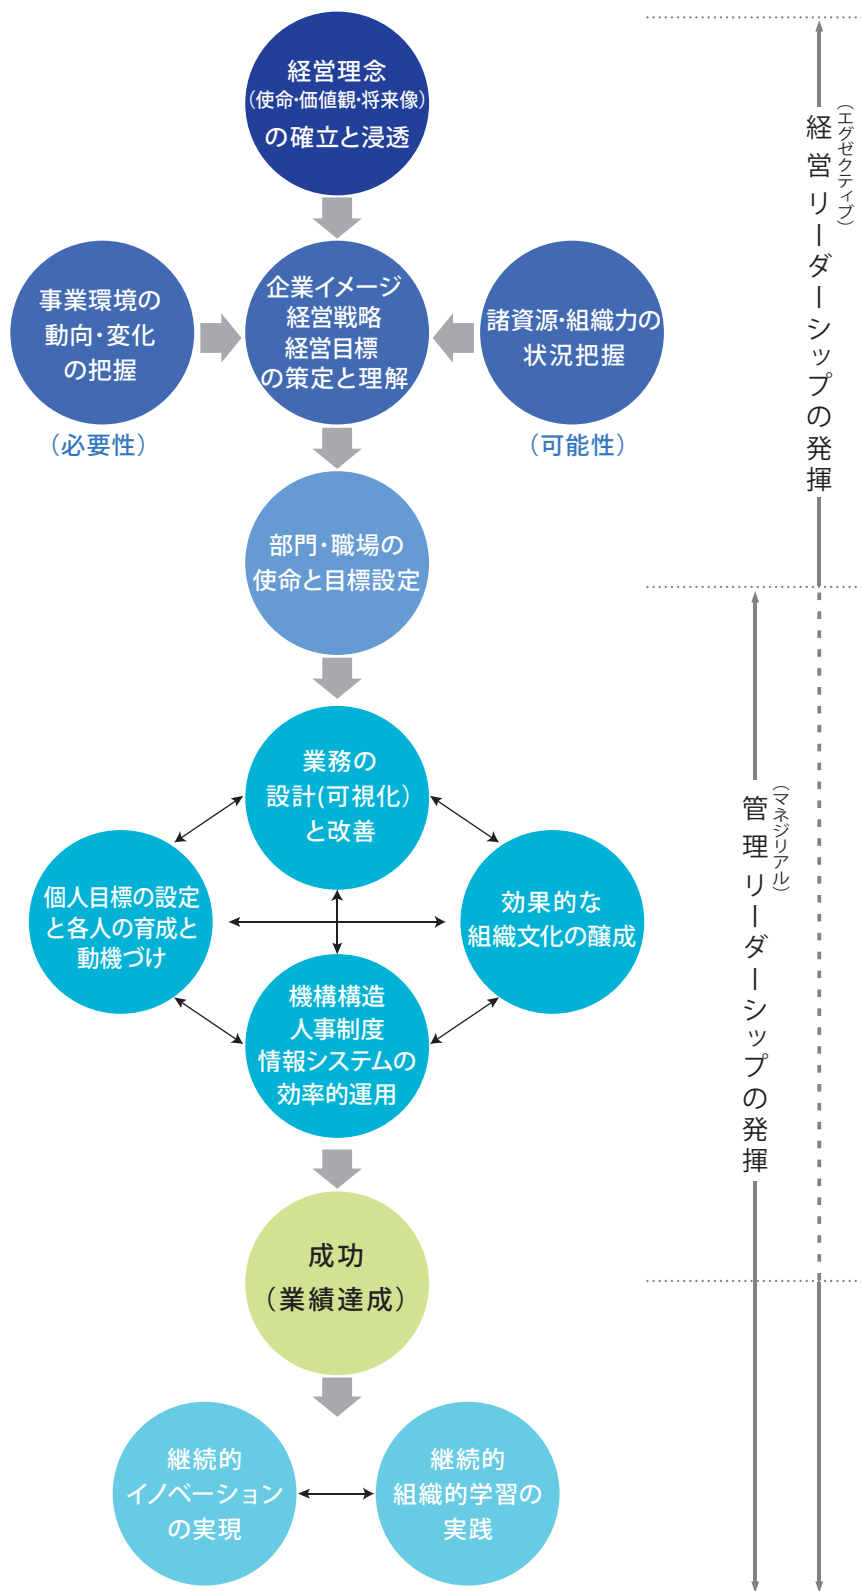 経営理念
（使命・価値観・将来像）
の確立と浸透
事業環境の
動向・変化
の把握
（必要性）
企業イメージ
経営戦略
経営目標
の策定と理解
諸資源・組織力の
状況把握
（可能性）
部門・職場の
使命と目標設定
業務の
設計(可視化）
と改善
個人目標の設定
と各人の育成と
動機づけ
効果的な
組織文化の醸成
機構構造
人事制度
情報システムの
効率的運用
成功
（業績達成）
継続的
イノベーション
の実現
継続的
組織的学習の
実践
経営リーダーシップの発揮
（エグゼクティブ）
管理リーダーシップの発揮
（マネジリアル）